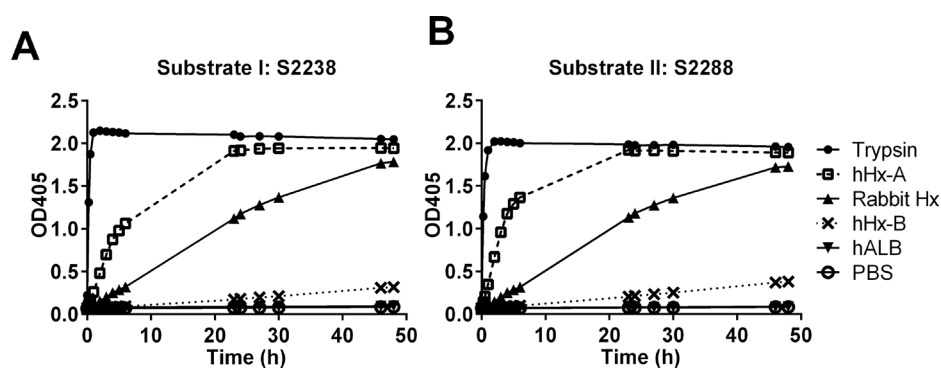 A
Substrate I: S2238
OD405
2.5
2.0
1.5
1.0
0.5
0.0
0 10 20 30 40 50
Time (h)
B
Substrate II: S2288
OD405
2.5
2.0
1.5
1.0
0.5
0.0
0 10 20 30 40 50
Time (h)
Trypsin
hHx-A
Rabbit Hx
hHx-B
hALB
PBS